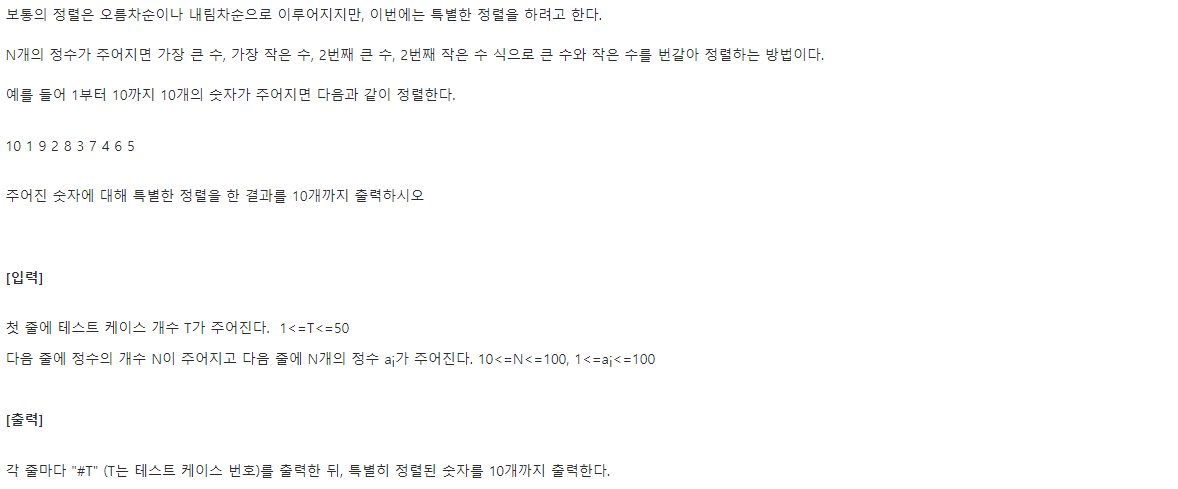 보통의 정렬은 오름차순이나 내림차순으로 이루어지지만, 이번에는 특별한 정렬을 하려고 한다.
N개의 정수가 주어지면 가장 큰 수, 가장 작은 수, 2번째 큰 수, 2번째 작은 수 식으로 큰 수와 작은 수를 번갈아 정렬하는 방법이다.
예를 들어 1부터 10까지 10개의 숫자가 주어지면 다음과 같이 정렬한다.
10 1 9 2 8 3 7 4 6 5
주어진 숫자에 대해 특별한 정렬을 한 결과를 10개까지 출력하시오
[입력]
첫 줄에 테스트 케이스 개수 T가 주어진다.  1<=T<=50
다음 줄에 정수의 개수 N이 주어지고 다음 줄에 N개의 정수 ai가 주어진다. 10<=N<=100, 1<=ai<=100
[출력]
각 줄마다 "#T" (T는 테스트 케이스 번호)를 출력한 뒤, 특별히 정렬된 숫자를 10개까지 출력한다.